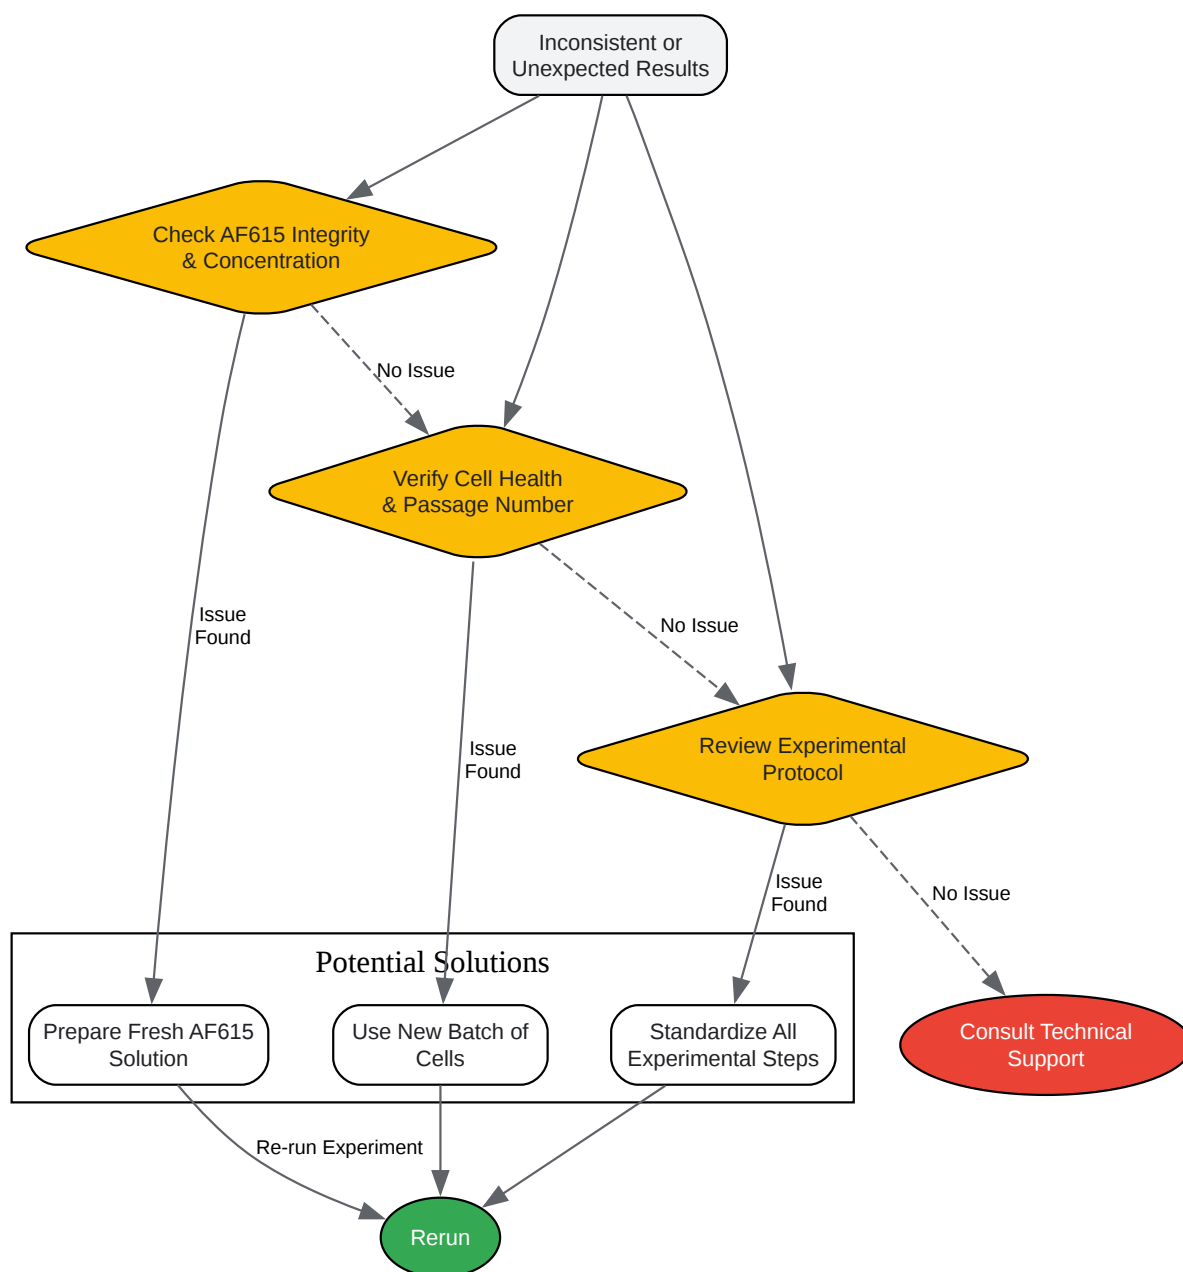 Inconsistent or
Unexpected Results
Check AF615 Integrity
& Concentration
No Issue
Verify Cell Health
& Passage Number
Issue
Found
No Issue
Review Experimental
Protocol
Issue
Found
Issue
Found
No Issue
Potential Solutions
Prepare Fresh AF615
Solution
Use New Batch of
Cells
Standardize All
Experimental Steps
Consult Technical
Support
Re-run Experiment
Rerun